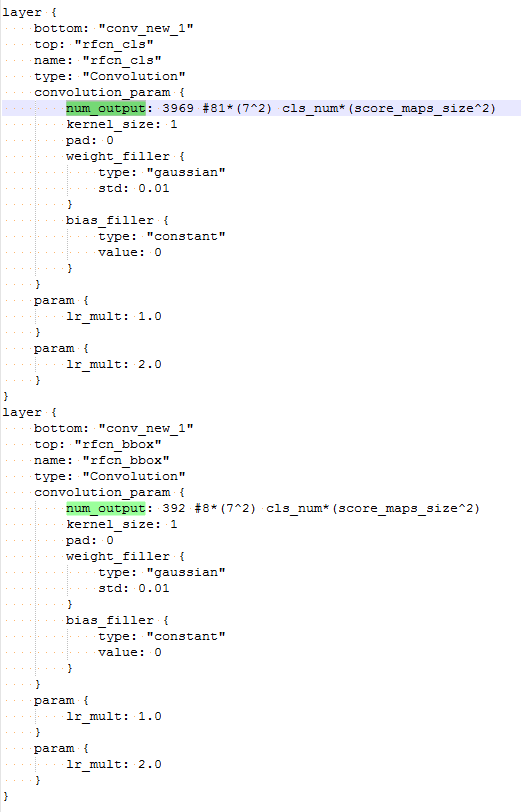 layer {
bottom: "conv_new_1"
top: "rfcn_cls"
name: "rfcn_cls"
type: "Convolution"
convolution_param {
num_output: 3969 #81*(7^2) cls_num*(score_maps_size^2)
kernel_size: 1
pad: 0
weight_filler {
type: "gaussian"
std: 0.01
}
bias_filler {
type: "constant"
value: 0
}
}
param {
lr_mult: 1.0
}
param {
lr_mult: 2.0
}
}
layer {
bottom: "conv_new_1"
top: "rfcn_bbox"
name: "rfcn_bbox"
type: "Convolution"
convolution_param {
num_output: 392 #8*(7^2) cls_num*(score_maps_size^2)
kernel_size: 1
pad: 0
weight_filler {
type: "gaussian"
std: 0.01
}
bias_filler {
type: "constant"
value: 0
}
}
param {
lr_mult: 1.0
}
param {
lr_mult: 2.0
}
}